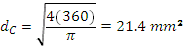 d_C = √(4(360)/π) = 21.4 mm²